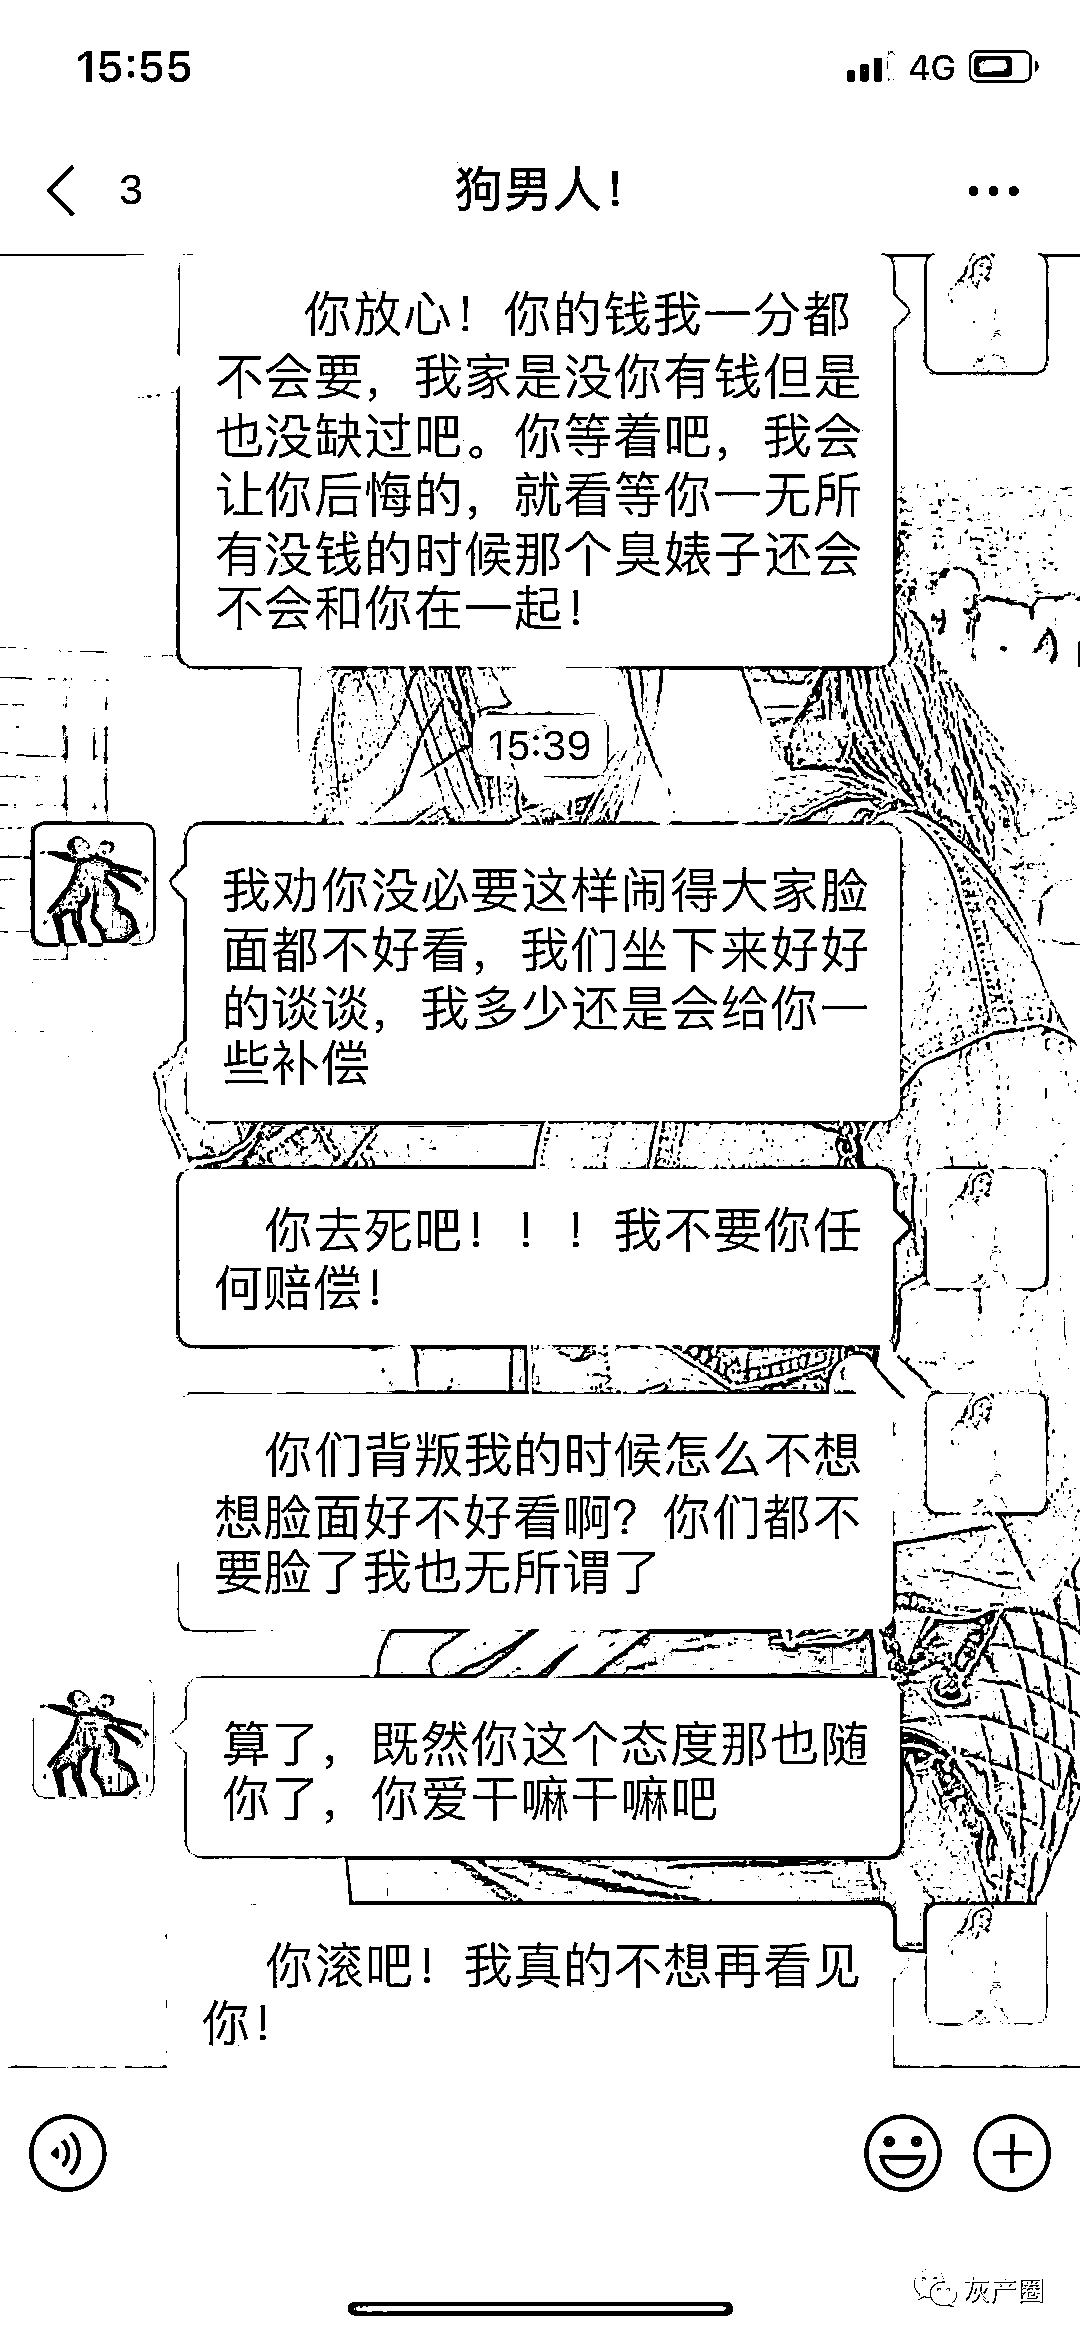 15:55
4G
3
狗男人!
你放心！你的钱我一分都
不会要，我家是没你有钱但是
也没缺过吧。你等着吧，我会
让你后悔的，就看等你一无所
有没钱的时候那个臭婊子还会
不会和你在一起！
15:39
我劝你没必要这样闹得大家脸
面都不好看，我们坐下来好好
的谈谈，我多少还是会给你一
些补偿
你去死吧！！！我不要你任
何赔偿！
你们背叛我的时候怎么不想
想脸面好不好看啊？你们都不
要脸了我也无所谓了
算了，既然你这个态度那也随
你了，你爱干嘛干嘛吧
你滚吧！我真的不想再看见
你！
灰产圈